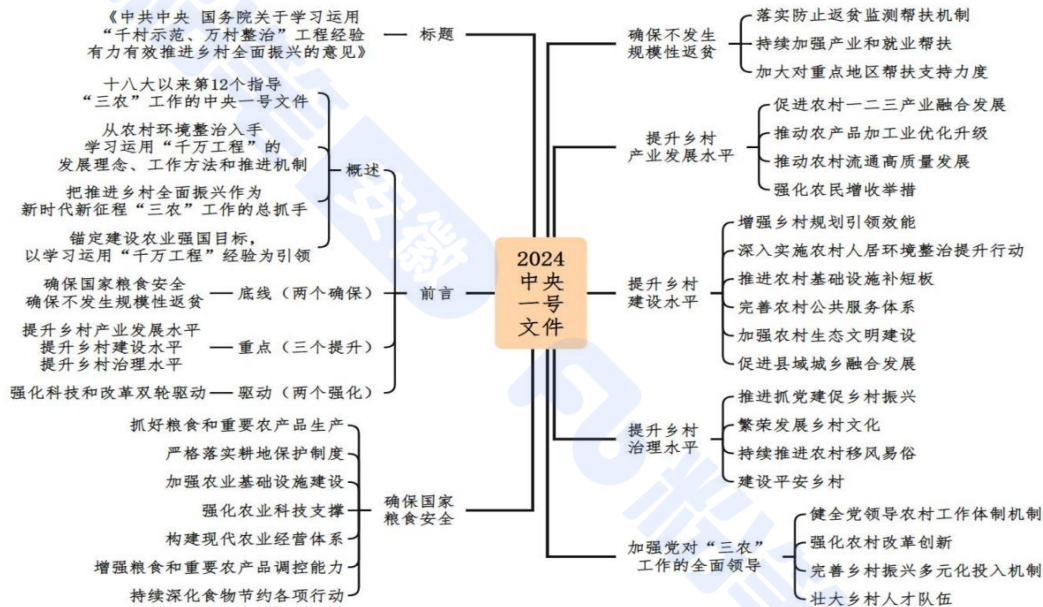 《中共中央 国务院关于学习运用
“千村示范、万村整治”工程经验
有力有效推进乡村全面振兴的意见》
标题
十八大以来第12个指导
“三农”工作的中央一号文件
从农村环境整治入手
学习运用“千万工程”的
发展理念、工作方法和推进机制
概述
把推进乡村全面振兴作为
新时代新征程“三农”工作的总抓手
锚定建设农业强国目标,
以学习运用“千万工程”经验为引领
确保国家粮食安全
确保不发生规模性返贫
底线（两个确保）
前言
提升乡村产业发展水平
提升乡村建设水平
提升乡村治理水平
重点（三个提升）
强化科技和改革双轮驱动
驱动（两个强化）
抓好粮食和重要农产品生产
严格落实耕地保护制度
加强农业基础设施建设
强化农业科技支撑
构建现代农业经营体系
增强粮食和重要农产品调控能力
持续深化食物节约各项行动
确保国家
粮食安全
2024
中央
一号
文件
确保不发生
规模性返贫
落实防止返贫监测帮扶机制
持续加强产业和就业帮扶
加大对重点地区帮扶支持力度
提升乡村
产业发展水平
促进农村一二三产业融合发展
推动农产品加工业优化升级
推动农村流通高质量发展
强化农民增收举措
提升乡村
建设水平
增强乡村规划引领效能
深入实施农村人居环境整治提升行动
推进农村基础设施补短板
完善农村公共服务体系
加强农村生态文明建设
促进县域城乡融合发展
提升乡村
治理水平
推进抓党建促乡村振兴
繁荣发展乡村文化
持续推进农村移风易俗
建设平安乡村
加强党对“三农”
工作的全面领导
健全党领导农村工作体制机制
强化农村改革创新
完善乡村振兴多元化投入机制
壮大乡村人才队伍
安徽
粉笔